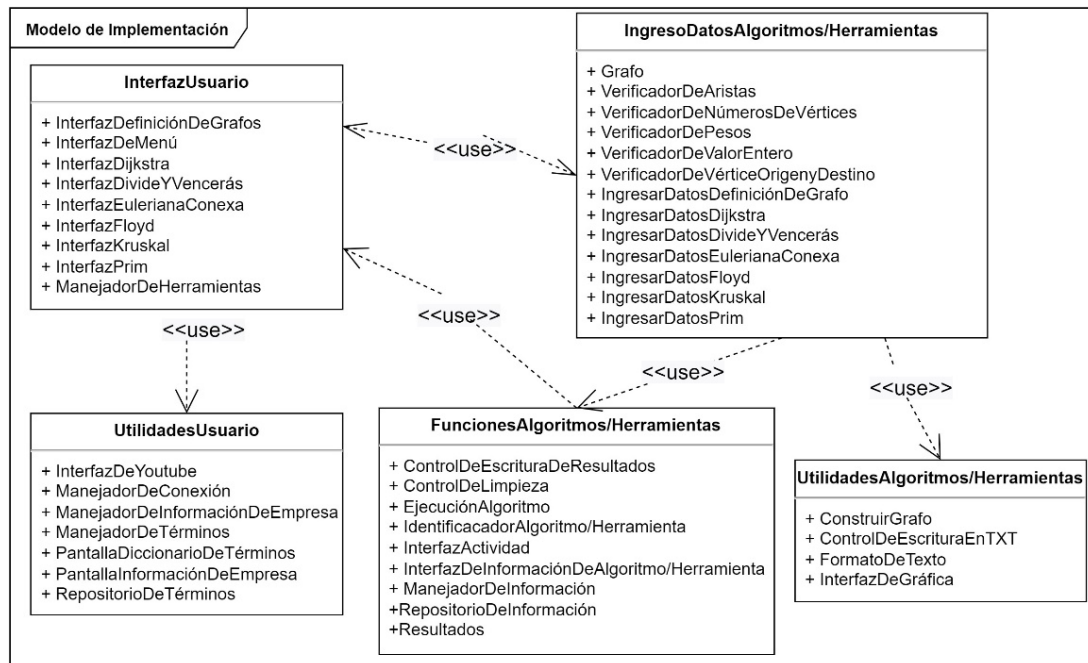 Modelo de Implementación
InterfazUsuario
+ InterfazDefiniciónDeGrafos
+ InterfazDeMenú
+ InterfazDijkstra
+ InterfazDivideYVencerás
+ InterfazEulerianaConexa
+ InterfazFloyd
+ InterfazKruskal
+ InterfazPrim
+ ManejadorDeHerramientas
IngresoDatosAlgoritmos/Herramientas
+ Grafo
+ VerificadorDeAristas
+ VerificadorDeNúmerosDeVértices
+ VerificadorDePesos
+ VerificadorDeValorEntero
+ VerificadorDeVérticeOrigenyDestino
+ IngresarDatosDefiniciónDeGrafo
+ IngresarDatosDijkstra
+ IngresarDatosDivideYVencerás
+ IngresarDatosEulerianaConexa
+ IngresarDatosFloyd
+ IngresarDatosKruskal
+ IngresarDatosPrim
<<use>>
<<use>>
<<use>>
<<use>>
<<use>>
UtilidadesUsuario
+ InterfazDeYoutube
+ ManejadorDeConexión
+ ManejadorDeInformaciónDeEmpresa
+ ManejadorDeTérminos
+ PantallaDiccionarioDeTérminos
+ PantallaInformaciónDeEmpresa
+ RepositorioDeTérminos
FuncionesAlgoritmos/Herramientas
+ ControlDeEscrituraDeResultados
+ ControlDeLimpieza
+ EjecuciónAlgoritmo
+ IdentificacadorAlgoritmo/Herramienta
+ InterfazActividad
+ InterfazDeInformaciónDeAlgoritmo/Herramienta
+ ManejadorDeInformación
+RepositorioDeInformación
+Resultados
UtilidadesAlgoritmos/Herramientas
+ ConstruirGrafo
+ ControlDeEscrituraEnTXT
+ FormatoDeTexto
+ InterfazDeGráfica